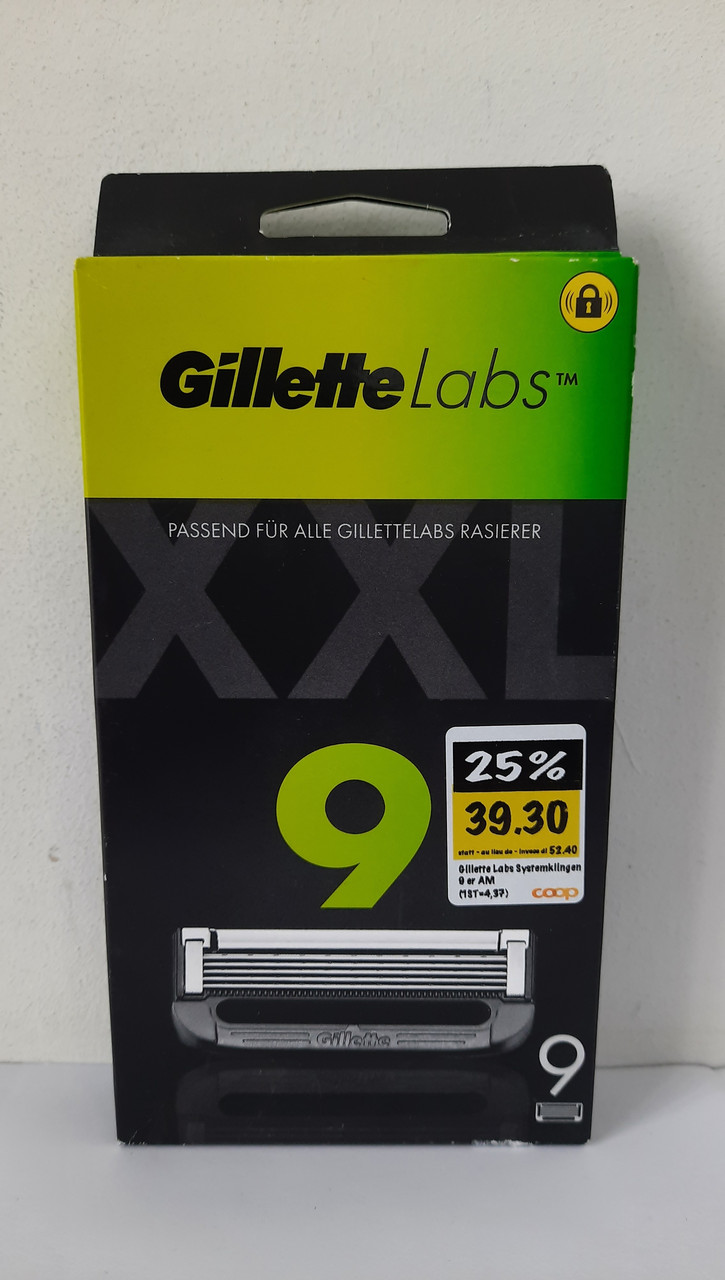 GilletteLabs™
XXL
PASSEND FÜR ALLE GILLETTELABS RASIERER
9
25%
39.30
statt - au lieu de - invece di 52.40
Gillette Labs Systemklingen
9 er AM
(1ST=4,37) coop
Gillette
9